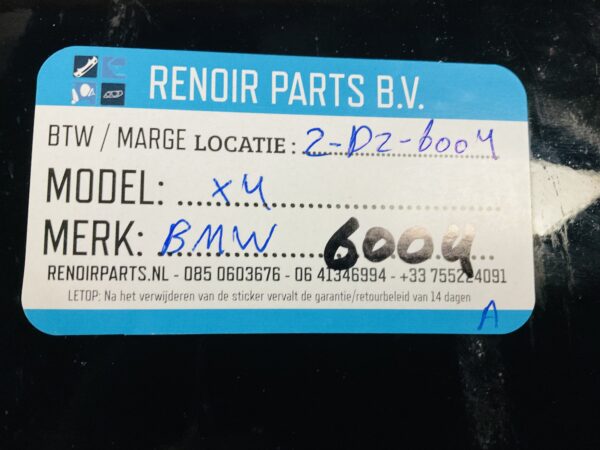 RENOIR PARTS B.V.
BTW / MARGE LOCATIE: 2-D2-6004
MODEL: X4
MERK: BMW 6004
RENOIRPARTS.NL - 085 0603676 - 06 41346994 - +33 755224091
LETOP: Na het verwijderen van de sticker vervalt de garantie/retourbeleid van 14 dagen
A